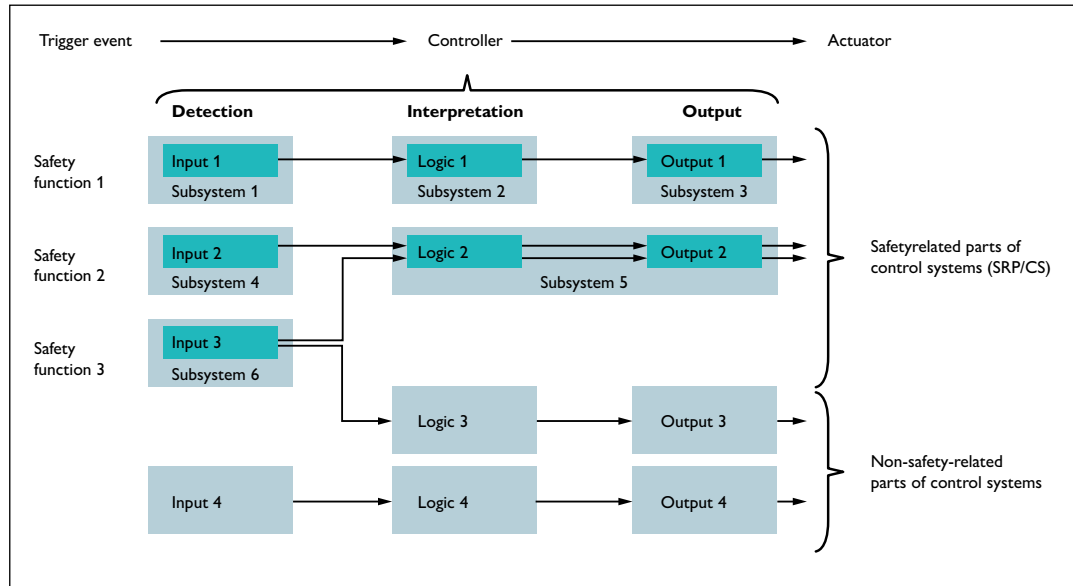 Trigger event
Controller
Actuator
Detection
Interpretation
Output
Safety
function 1
Input 1
Subsystem 1
Logic 1
Subsystem 2
Output 1
Subsystem 3
Safety
function 2
Input 2
Subsystem 4
Logic 2
Output 2
Subsystem 5
Safetyrelated parts of
control systems (SRP/CS)
Safety
function 3
Input 3
Subsystem 6
Logic 3
Output 3
Input 4
Logic 4
Output 4
Non-safety-related
parts of control systems